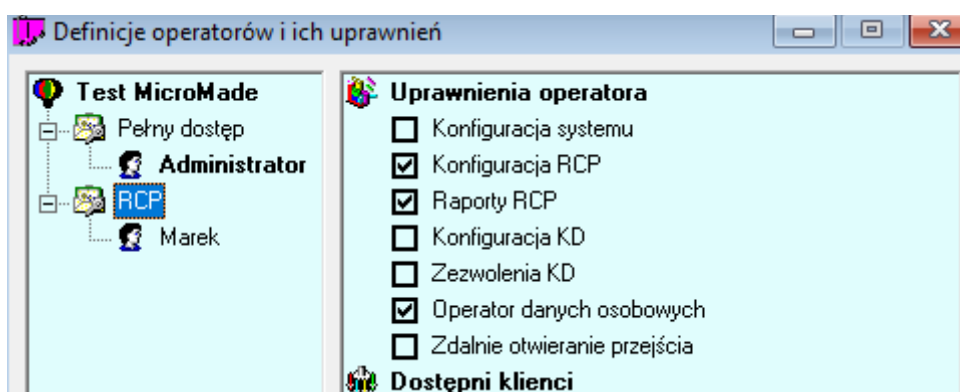 Definicje operatorów i ich uprawnień
Test MicroMade
Pełny dostęp
Administrator
RCP
Marek
Uprawnienia operatora
Konfiguracja systemu
Konfiguracja RCP
Raporty RCP
Konfiguracja KD
Zezwolenia KD
Operator danych osobowych
Zdalnie otwieranie przejścia
Dostępni klienci